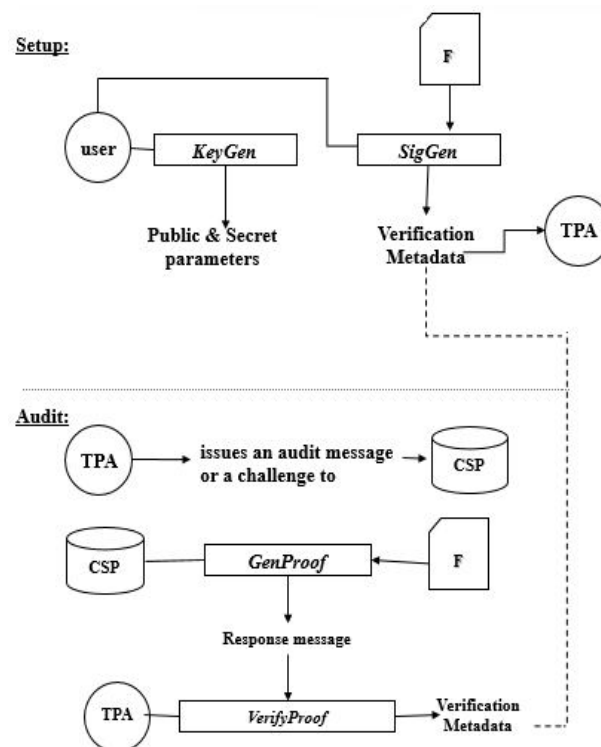 Setup:
F
user
KeyGen
SigGen
Public & Secret
parameters
Verification
Metadata
TPA
Audit:
TPA
issues an audit message
or a challenge to
CSP
CSP
GenProof
F
Response message
TPA
VerifyProof
Verification
Metadata